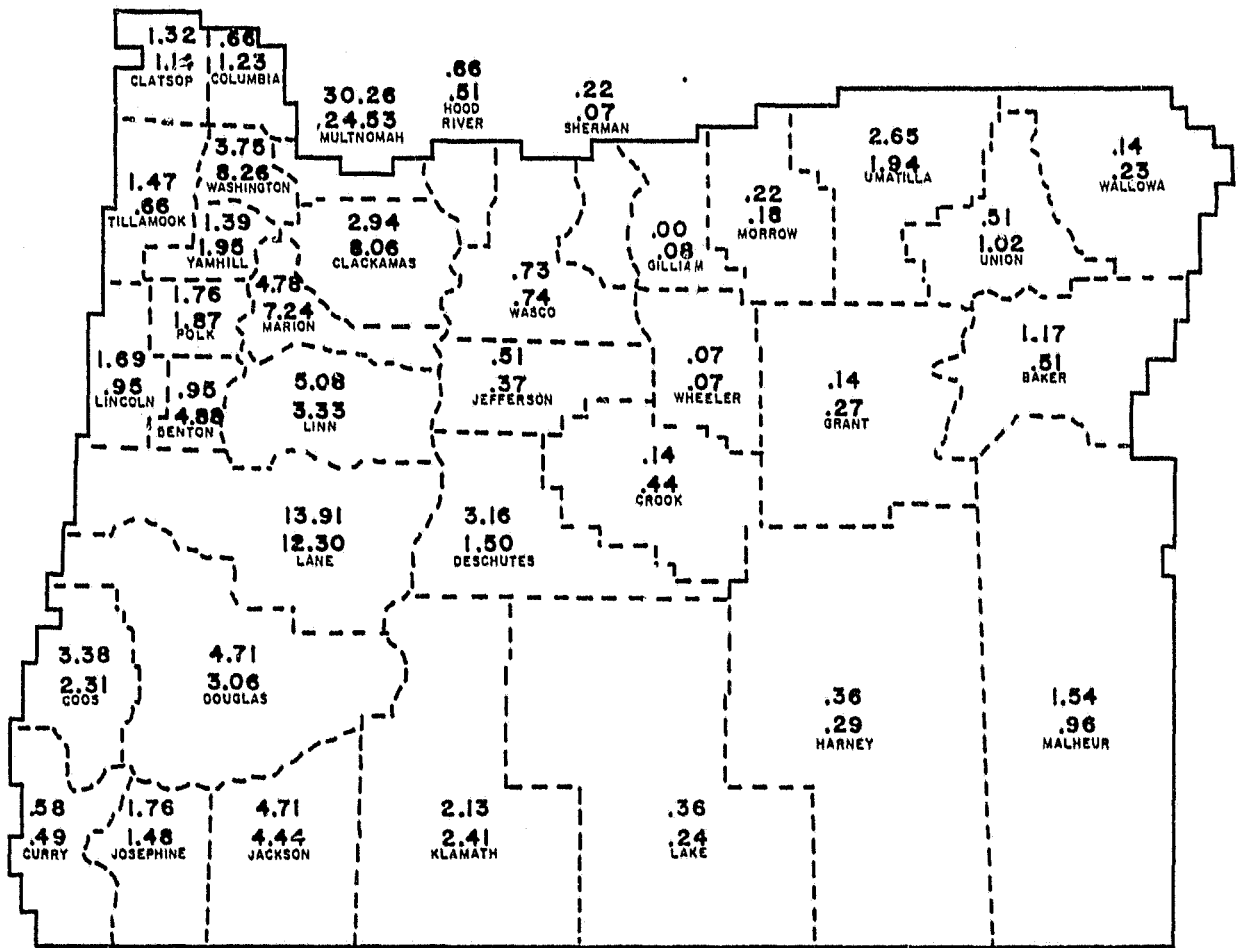 1.32
1.14
CLATSOP
.66
1.23
COLUMBIA
30.26
24.53
MULTNOMAH
.66
.51
HOOD
RIVER
.22
.07
SHERMAN
2.65
1.94
UMATILLA
.14
.23
WALLOWA
3.75
8.26
WASHINGTON
1.47
.66
TILLAMOOK
1.39
1.95
YAMHILL
2.94
8.06
CLACKAMAS
.00
.08
GILLIAM
.22
.18
MORROW
.51
1.02
UNION
4.78
7.24
MARION
.73
.74
WASCO
1.76
1.87
POLK
1.69
.95
LINCOLN
.95
4.88
BENTON
5.08
3.33
LINN
.51
.37
JEFFERSON
.07
.07
WHEELER
.14
.27
GRANT
1.17
.51
BAKER
.14
.44
CROOK
13.91
12.30
LANE
3.16
1.50
DESCHUTES
3.38
2.31
COOS
4.71
3.06
DOUGLAS
.36
.29
HARNEY
1.54
.96
MALHEUR
.58
.49
CURRY
1.76
1.48
JOSEPHINE
4.71
4.44
JACKSON
2.13
2.41
KLAMATH
.36
.24
LAKE